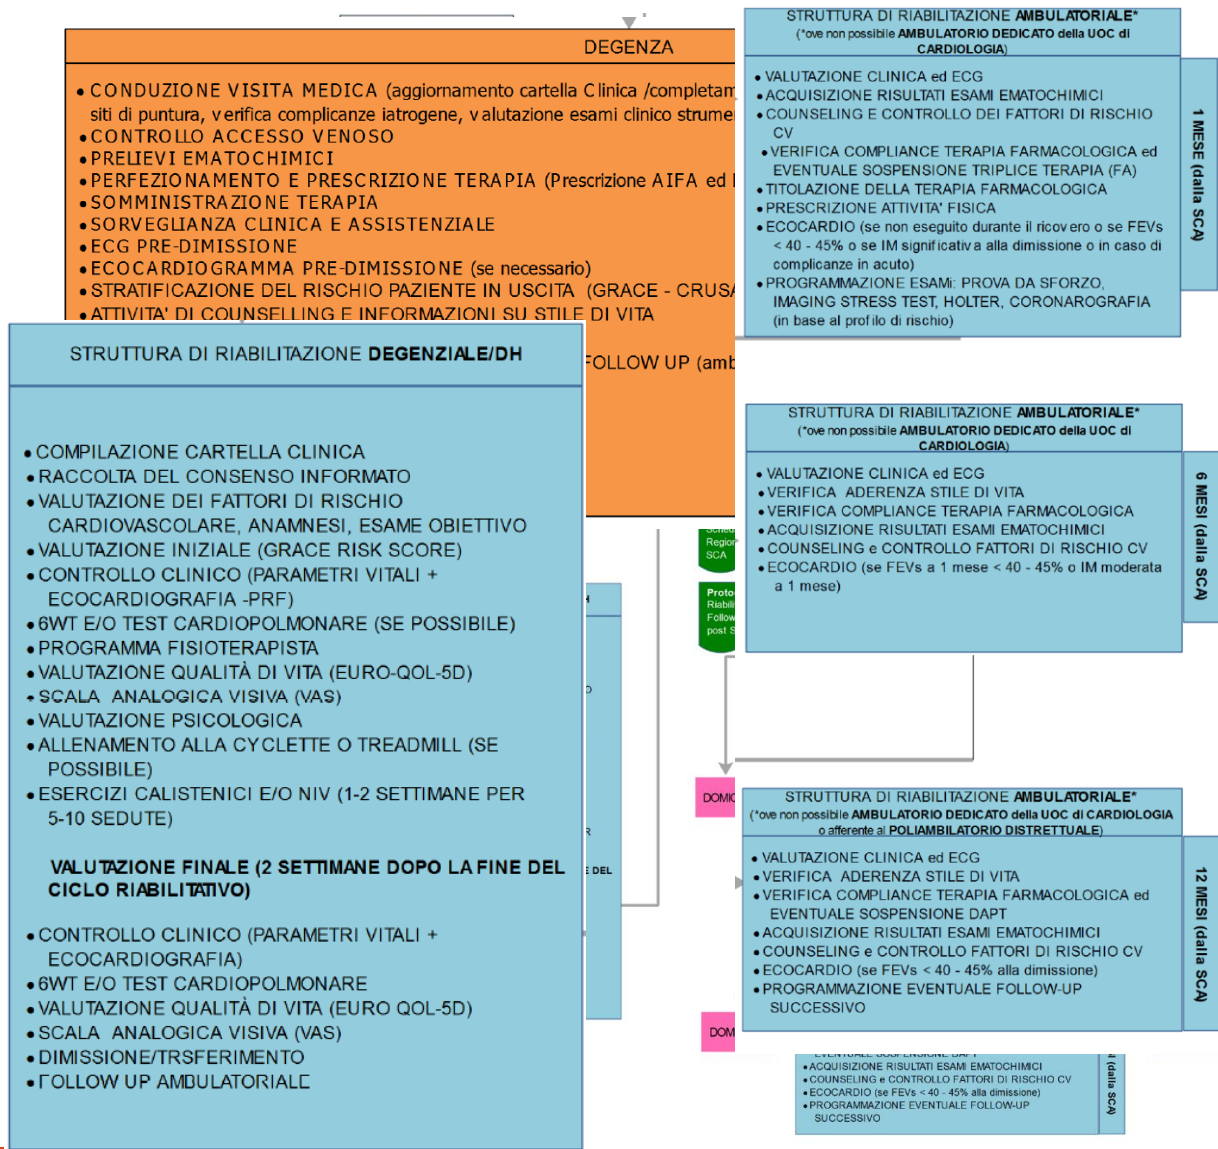 DEGENZA
• CONDUZIONE VISITA MEDICA (aggiornamento cartella Clinica /completam
siti di puntura, verifica complicanze iatrogene, valutazione esami clinico strume
• CONTROLLO ACCESSO VENOSO
• PRELIEVI EMATOCHIMICI
• PERFEZIONAMENTO E PRESCRIZIONE TERAPIA (Prescrizione AIFA ed
• SOMMINISTRAZIONE TERAPIA
• SORVEGLIANZA CLINICA E ASSISTENZIALE
• ECG PRE-DIMISSIONE
• ECOCARDIOGRAMMA PRE-DIMISSIONE (se necessario)
• STRATIFICAZIONE DEL RISCHIO PAZIENTE IN USCITA (GRACE - CRUSA
• ATTIVITA' DI COUNSELLING E INFORMAZIONI SU STILE DI VITA
FOLLOW UP (amb
STRUTTURA DI RIABILITAZIONE DEGENZIALE/DH
• COMPILAZIONE CARTELLA CLINICA
• RACCOLTA DEL CONSENSO INFORMATO
• VALUTAZIONE DEI FATTORI DI RISCHIO
CARDIOVASCOLARE, ANAMNESI, ESAME OBIETTIVO
• VALUTAZIONE INIZIALE (GRACE RISK SCORE)
• CONTROLLO CLINICO (PARAMETRI VITALI +
ECOCARDIOGRAFIA -PRF)
• 6WT E/O TEST CARDIOPOLMONARE (SE POSSIBILE)
• PROGRAMMA FISIOTERAPISTA
• VALUTAZIONE QUALITÀ DI VITA (EURO-QOL-5D)
• SCALA ANALOGICA VISIVA (VAS)
• VALUTAZIONE PSICOLOGICA
• ALLENAMENTO ALLA CYCLETTE O TREADMILL (SE
POSSIBILE)
• ESERCIZI CALISTENICI E/O NIV (1-2 SETTIMANE PER
5-10 SEDUTE)
VALUTAZIONE FINALE (2 SETTIMANE DOPO LA FINE DEL
CICLO RIABILITATIVO)
• CONTROLLO CLINICO (PARAMETRI VITALI +
ECOCARDIOGRAFIA)
• 6WT E/O TEST CARDIOPOLMONARE
• VALUTAZIONE QUALITÀ DI VITA (EURO QOL-5D)
• SCALA ANALOGICA VISIVA (VAS)
• DIMISSIONE/TRSFERIMENTO
• FOLLOW UP AMBULATORIALE
H
O
R
E DEL
Regior
SCA
Proto
Riabili
Follow
post S
DOMIC
DOM
STRUTTURA DI RIABILITAZIONE AMBULATORIALE*
(*ove non possibile AMBULATORIO DEDICATO della UOC di
CARDIOLOGIA)
• VALUTAZIONE CLINICA ed ECG
• ACQUISIZIONE RISULTATI ESAMI EMATOCHIMICI
• COUNSELING E CONTROLLO DEI FATTORI DI RISCHIO
CV
• VERIFICA COMPLIANCE TERAPIA FARMACOLOGICA ed
EVENTUALE SOSPENSIONE TRIPLICE TERAPIA (FA)
• TITOLAZIONE DELLA TERAPIA FARMACOLOGICA
• PRESCRIZIONE ATTIVITA' FISICA
• ECOCARDIO (se non eseguito durante il ricovero o se FEVs
< 40 - 45% o se IM significativa alla dimissione o in caso di
complicanze in acuto)
• PROGRAMMAZIONE ESAMi: PROVA DA SFORZO,
IMAGING STRESS TEST, HOLTER, CORONAROGRAFIA
(in base al profilo di rischio)
1 MESE (dalla SCA)
STRUTTURA DI RIABILITAZIONE AMBULATORIALE*
(*ove non possibile AMBULATORIO DEDICATO della UOC di
CARDIOLOGIA)
• VALUTAZIONE CLINICA ed ECG
• VERIFICA ADERENZA STILE DI VITA
• VERIFICA COMPLIANCE TERAPIA FARMACOLOGICA
• ACQUISIZIONE RISULTATI ESAMI EMATOCHIMICI
• COUNSELING e CONTROLLO FATTORI DI RISCHIO CV
• ECOCARDIO (se FEVs a 1 mese < 40 - 45% o IM moderata
a 1 mese)
6 MESI (dalla SCA)
STRUTTURA DI RIABILITAZIONE AMBULATORIALE*
(*ove non possibile AMBULATORIO DEDICATO della UOC di CARDIOLOGIA
o afferente al POLIAMBILATORIO DISTRETTUALE)
• VALUTAZIONE CLINICA ed ECG
• VERIFICA ADERENZA STILE DI VITA
• VERIFICA COMPLIANCE TERAPIA FARMACOLOGICA ed
EVENTUALE SOSPENSIONE DAPT
• ACQUISIZIONE RISULTATI ESAMI EMATOCHIMICI
• COUNSELING e CONTROLLO FATTORI DI RISCHIO CV
• ECOCARDIO (se FEVs < 40 - 45% alla dimissione)
• PROGRAMMAZIONE EVENTUALE FOLLOW-UP
SUCCESSIVO
12 MESI (dalla SCA)
EVENTUALE SOSPENSIONE DAPT
• ACQUISIZIONE RISULTATI ESAMI EMATOCHIMICI
• COUNSELING e CONTROLLO FATTORI DI RISCHIO CV
• ECOCARDIO (se FEVs < 40 - 45% alla dimissione)
• PROGRAMMAZIONE EVENTUALE FOLLOW-UP
SUCCESSIVO
(dalla SCA)